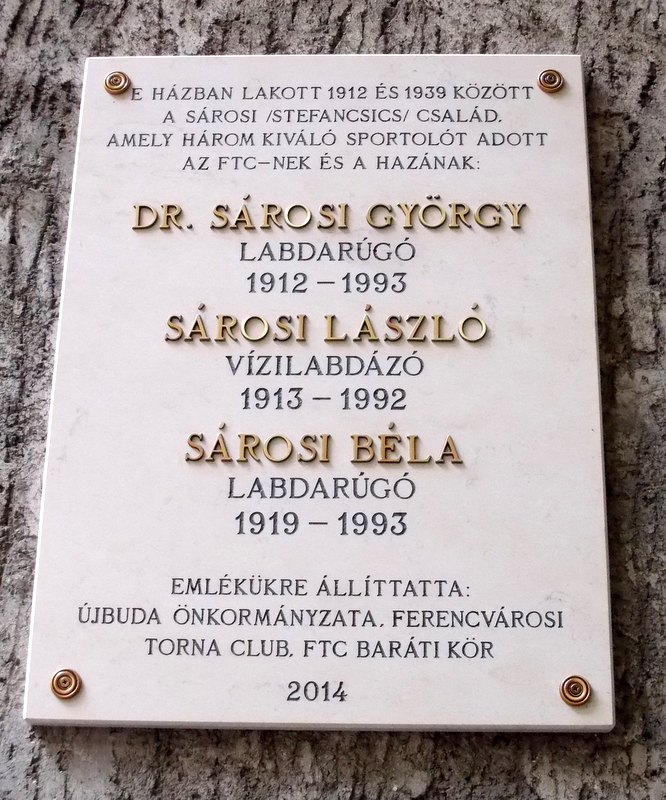 E HÁZBAN LAKOTT 1912 ÉS 1939 KÖZÖTT
A SÁROSI /STEFANCSICS/ CSALÁD,
AMELY HÁROM KIVÁLÓ SPORTOLÓT ADOTT
AZ FTC-NEK ÉS A HAZÁNAK:
DR. SÁROSI GYÖRGY
LABDARÚGÓ
1912 – 1993
SÁROSI LÁSZLÓ
VÍZILABDÁZÓ
1913 – 1992
SÁROSI BÉLA
LABDARÚGÓ
1919 – 1993
EMLÉKÜKRE ÁLLÍTTATTA:
ÚJBUDA ÖNKORMÁNYZATA, FERENCVÁROSI
TORNA CLUB, FTC BARÁTI KÖR
2014